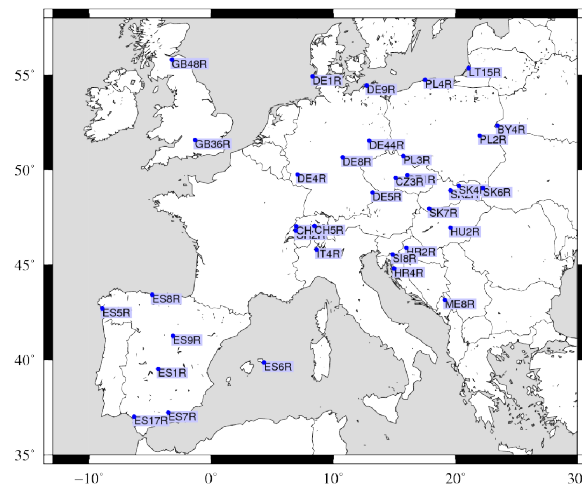 55˚
50˚
45˚
40˚
35˚
GB48R
DE1R
DE9R
PL4R
LT15R
GB36R
DE44R
BY4R
PL2R
DE8R
PL3R
DE4R
CZ3R
DE5R
SK4R
SK6R
SK7R
CH5R
HU2R
IT4R
HR2R
SI8R
HR4R
ME8R
ES8R
ES5R
ES9R
ES1R
ES6R
ES17R
ES7R
−10˚
0˚
10˚
20˚
30